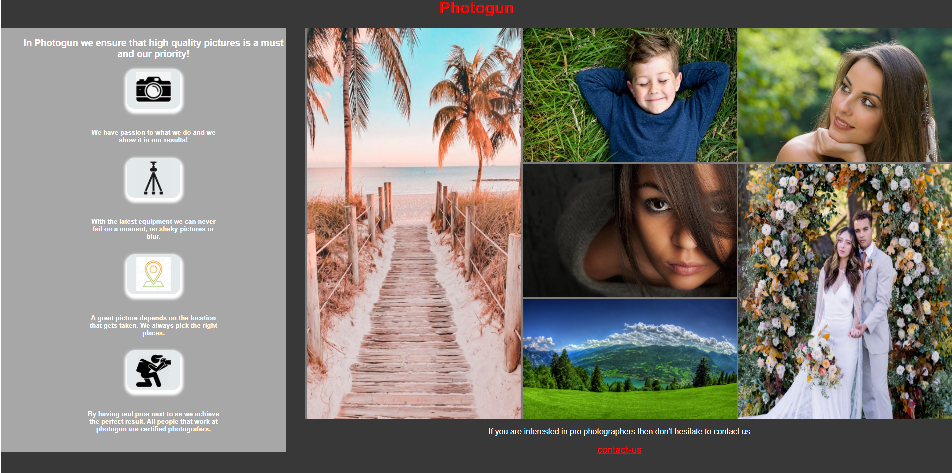 Photogun
In Photogun we ensure that high quality pictures is a must
and our priority!
We have passion to what we do and we
show it in our results!
With the latest equipment we can never
fail on a moment, no shaky pictures or
blur.
A great picture depends on the location
that gets taken. We always pick the right
places.
By having real pros next to us we achieve
the perfect result. All people that work at
photogun are certified photografers.
If you are interested in pro photographers then don't hesitate to contact us
contact-us